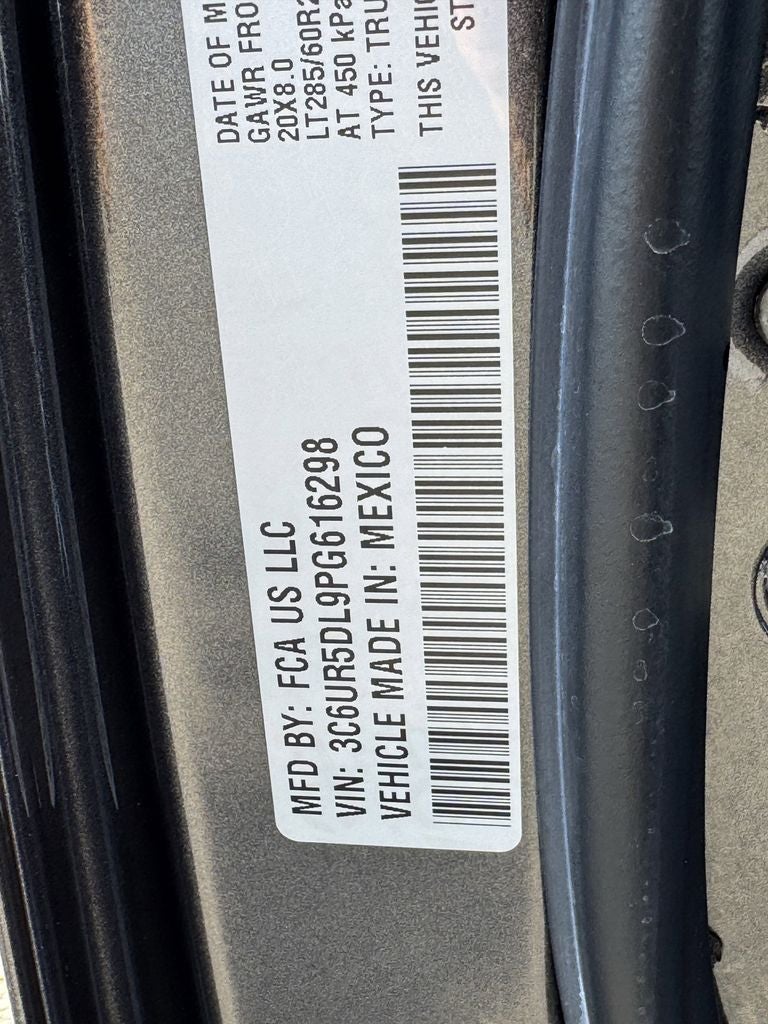 MFD BY: FCA US LLC
VIN: 3C6UR5DL9PG616298
VEHICLE MADE IN: MEXICO
DATE OF M
GAWR FRO
20X8.0
LT285/60R2
AT 450 kPa
TYPE: TRU
THIS VEHIC
ST